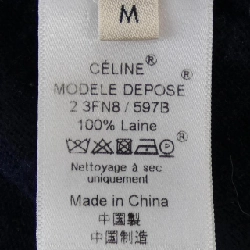 M
CÉLINE®
MODELE DEPOSE®
2 3FN8 / 597B
100% Laine
Nettoyage à sec
uniquement
Made in China
中国製
中国制造